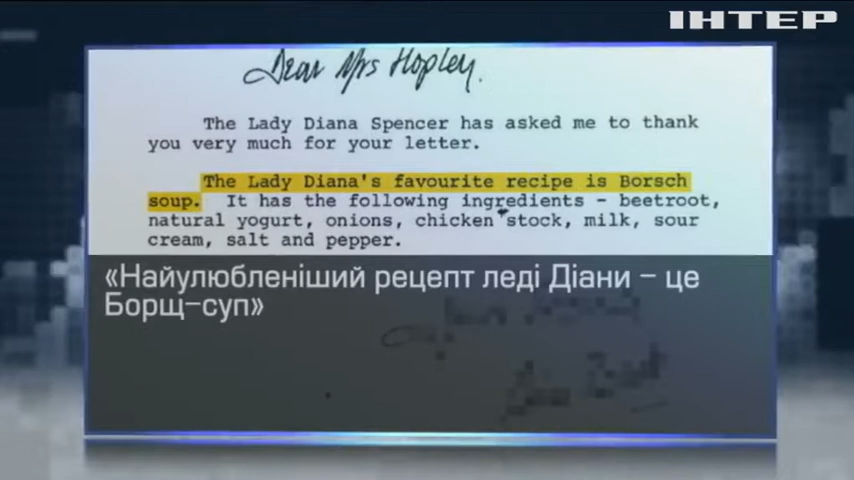 ІНТЕР
Dear Mrs Hopley.
The Lady Diana Spencer has asked me to thank
you very much for your letter.
The Lady Diana's favourite recipe is Borsch
soup. It has the following ingredients - beetroot,
natural yogurt, onions, chicken stock, milk, sour
cream, salt and pepper.
«Найулюбленіший рецепт леді Діани – це
Борщ-суп»